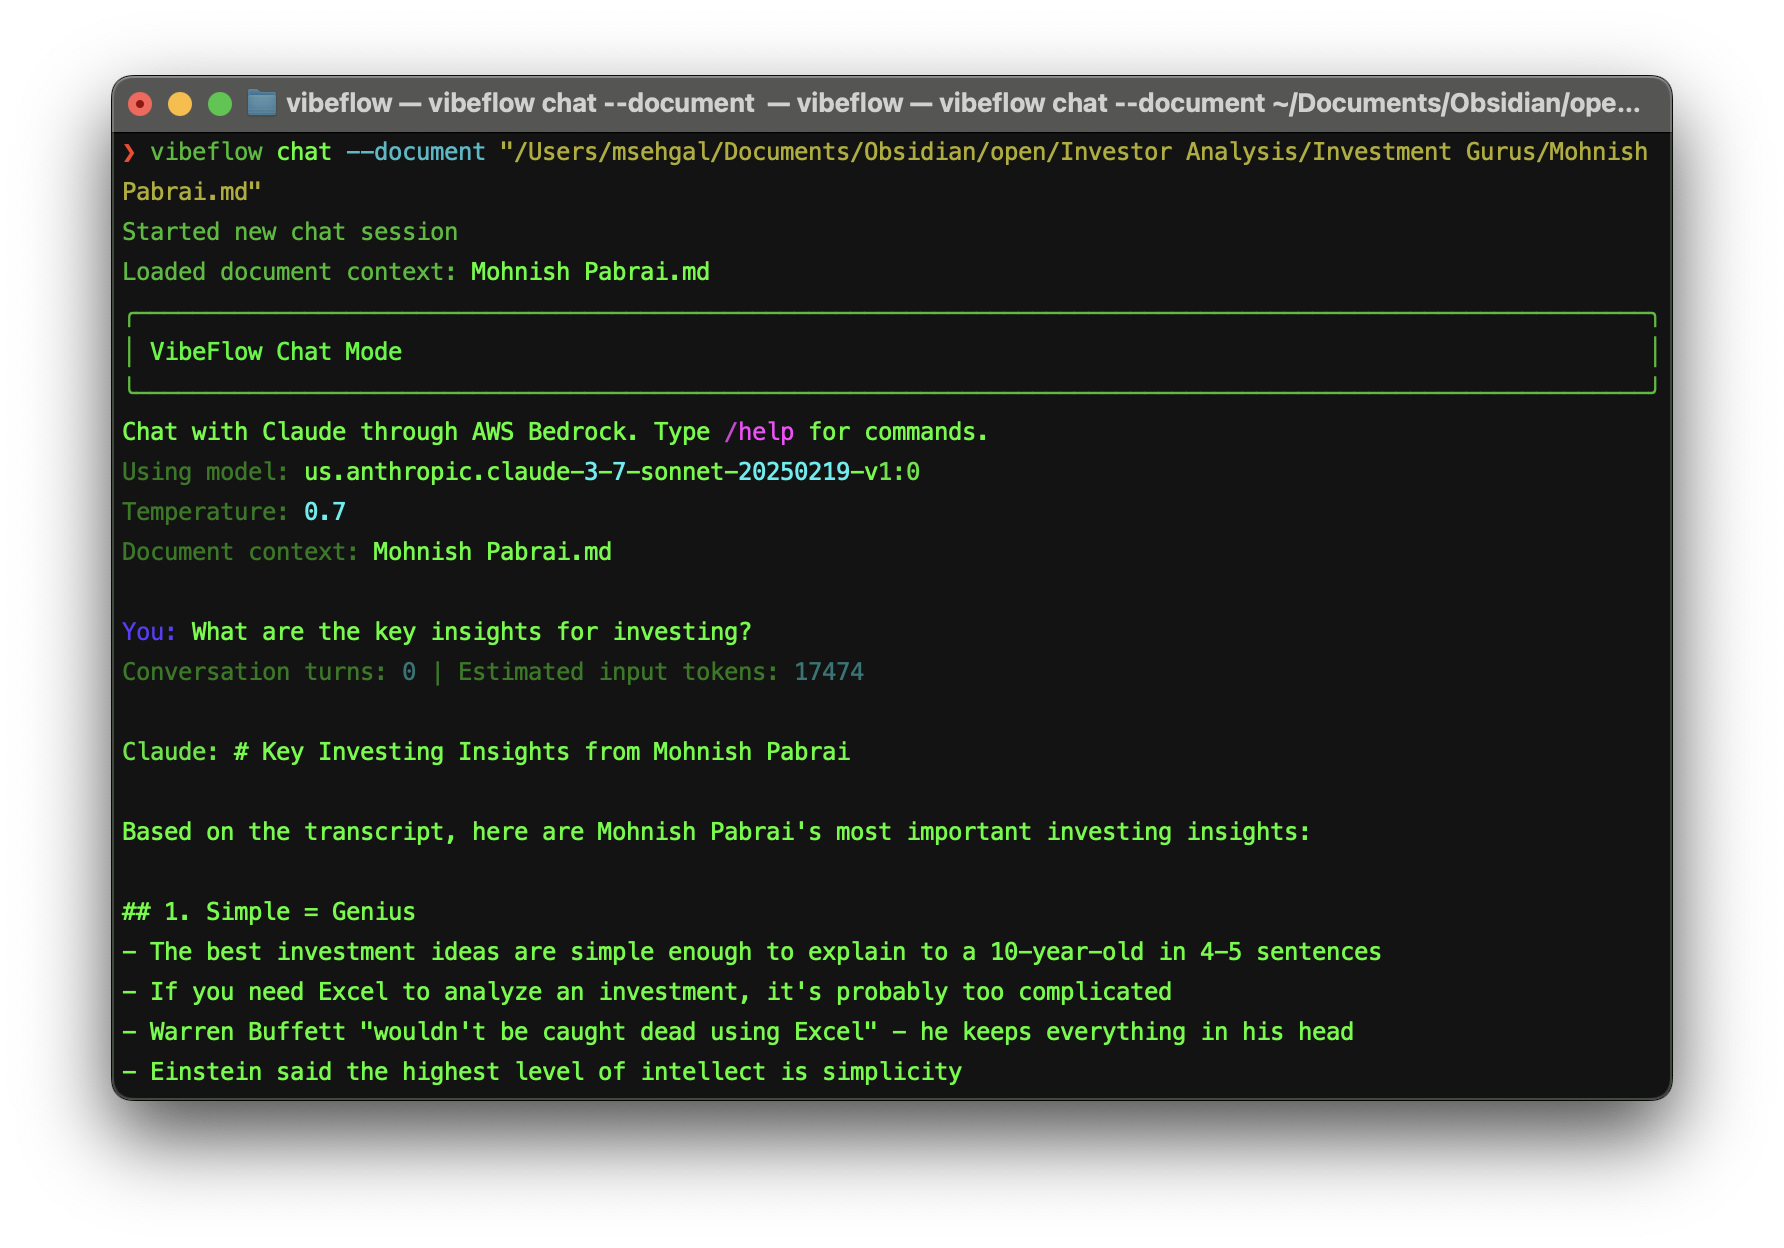 vibeflow — vibeflow chat --document — vibeflow — vibeflow chat --document ~/Documents/Obsidian/ope...
❯ vibeflow chat --document "/Users/msehgal/Documents/Obsidian/open/Investor Analysis/Investment Gurus/Mohnish
Pabrai.md"
Started new chat session
Loaded document context: Mohnish Pabrai.md
VibeFlow Chat Mode
Chat with Claude through AWS Bedrock. Type /help for commands.
Using model: us.anthropic.claude-3-7-sonnet-20250219-v1:0
Temperature: 0.7
Document context: Mohnish Pabrai.md
You: What are the key insights for investing?
Conversation turns: 0 | Estimated input tokens: 17474
Claude: # Key Investing Insights from Mohnish Pabrai
Based on the transcript, here are Mohnish Pabrai's most important investing insights:
## 1. Simple = Genius
- The best investment ideas are simple enough to explain to a 10-year-old in 4-5 sentences
- If you need Excel to analyze an investment, it's probably too complicated
- Warren Buffett "wouldn't be caught dead using Excel" - he keeps everything in his head
- Einstein said the highest level of intellect is simplicity